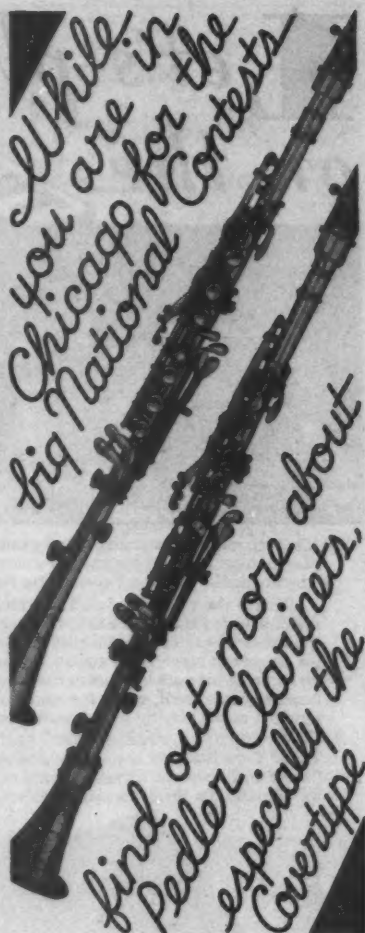 While
you are in
Chicago for the
big National Contests
find out more about
Pedler Clarinets,
especially the
Covertype